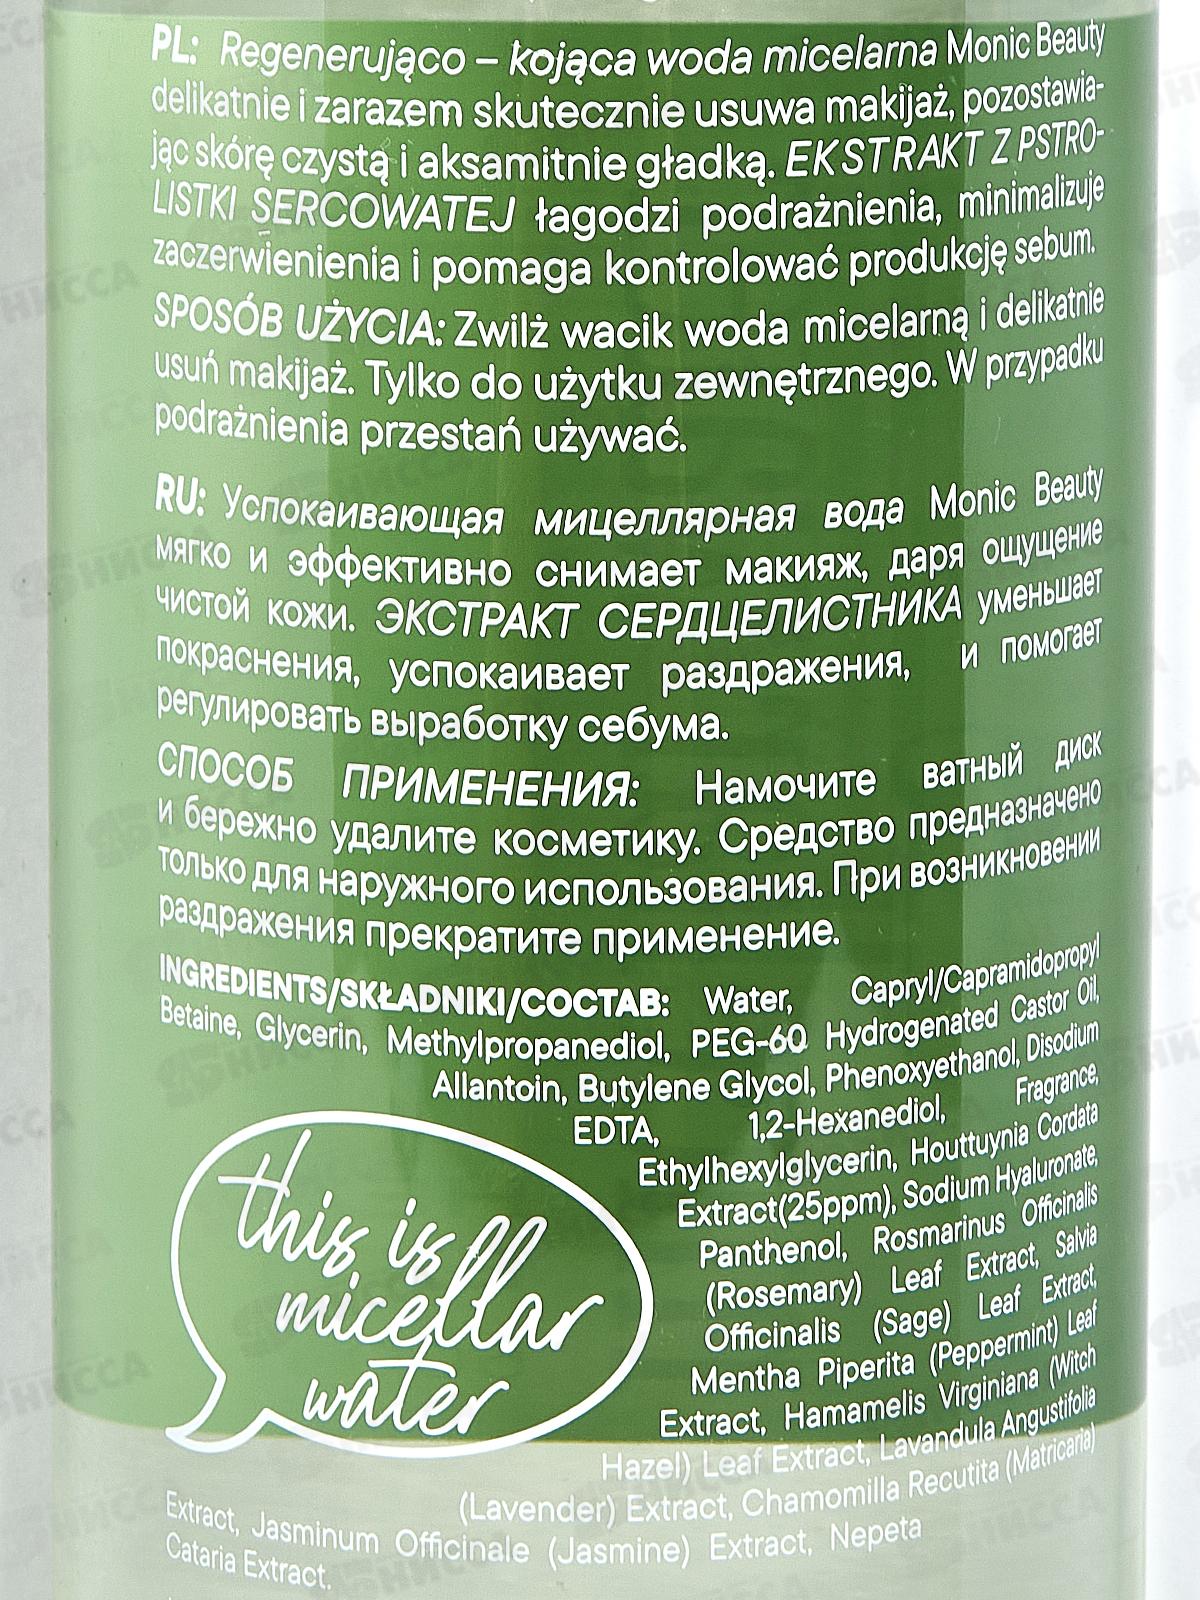 PL: Regenerująco – kojąca woda micelarna Monic Beauty
delikatnie i zarazem skutecznie usuwa makijaż, pozostawia-
jąc skórę czystą i aksamitnie gładką. EKSTRAKT Z PSTRO-
LISTKI SERCOWATEJ łagodzi podrażnienia, minimalizuje
zaczerwienienia i pomaga kontrolować produkcję sebum.
SPOSÓB UŻYCIA: Zwilż wacik woda micelarną i delikatnie
usuń makijaż. Tylko do użytku zewnętrznego. W przypadku
podrażnienia przestań używać.
RU: Успокаивающая мицеллярная вода Monic Beauty
мягко и эффективно снимает макияж, даря ощущение
чистой кожи. ЭКСТРАКТ СЕРДЦЕЛИСТНИКА уменьшает
покраснения, успокаивает раздражения, и помогает
регулировать выработку себума.
СПОСОБ ПРИМЕНЕНИЯ: Намочите ватный диск
и бережно удалите косметику. Средство предназначено
только для наружного использования. При возникновении
раздражения прекратите применение.
INGREDIENTS/SKŁADNIKI/СОСТАВ: Water, Capryl/Capramidopropyl
Betaine, Glycerin, Methylpropanediol, PEG-60 Hydrogenated Castor Oil,
Allantoin, Butylene Glycol, Phenoxyethanol, Disodium
EDTA, 1,2-Hexanediol, Fragrance,
Ethylhexylglycerin, Houttuynia Cordata
Extract(25ppm), Sodium Hyaluronate,
Panthenol, Rosmarinus Officinalis
(Rosemary) Leaf Extract, Salvia
Officinalis (Sage) Leaf Extract,
Mentha Piperita (Peppermint) Leaf
Extract, Hamamelis Virginiana (Witch
Hazel) Leaf Extract, Lavandula Angustifolia
(Lavender) Extract, Chamomilla Recutita (Matricaria)
Extract, Jasminum Officinale (Jasmine) Extract, Nepeta
Cataria Extract.
this is
micellar
water